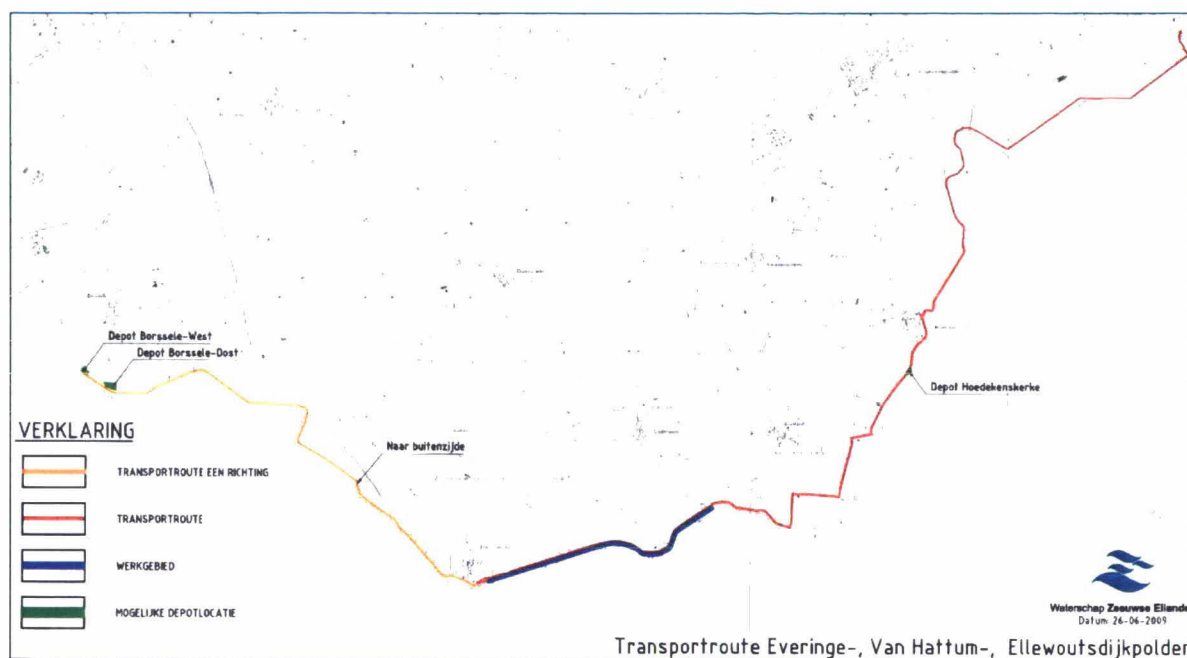 Depot Borssele-West
Depot Borssele-Oost
Depot Hoedekenskerke
Naar buitenzijde
VERKLARING
TRANSPORTROUTE EEN RICHTING
TRANSPORTROUTE
WERKGEBIED
MOGELIJKE DEPOTLOCATIE
Waterschap Zeeuwse Eilande
Datum: 26-06-2009
Transportroute Everinge-, Van Hattum-, Ellewoutsdijkpolder